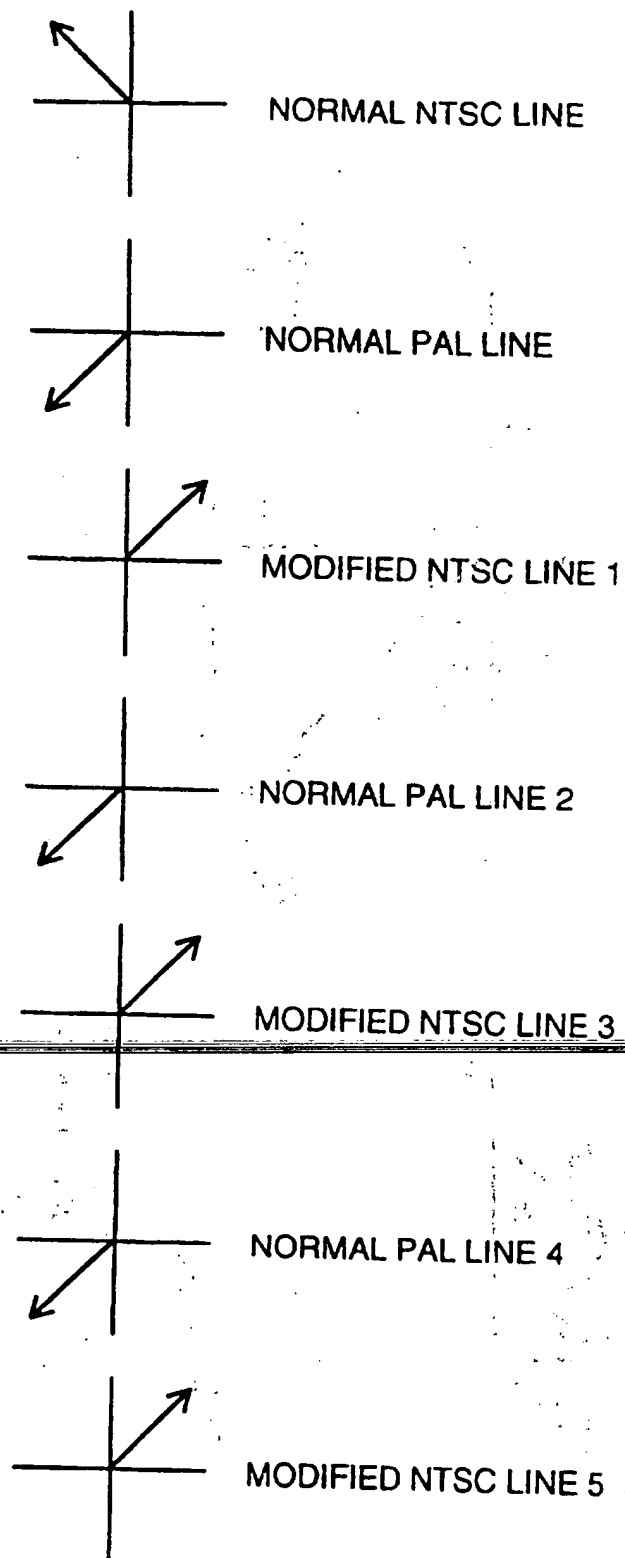 NORMAL NTSC LINE
NORMAL PAL LINE
MODIFIED NTSC LINE 1
NORMAL PAL LINE 2
MODIFIED NTSC LINE 3
NORMAL PAL LINE 4
MODIFIED NTSC LINE 5